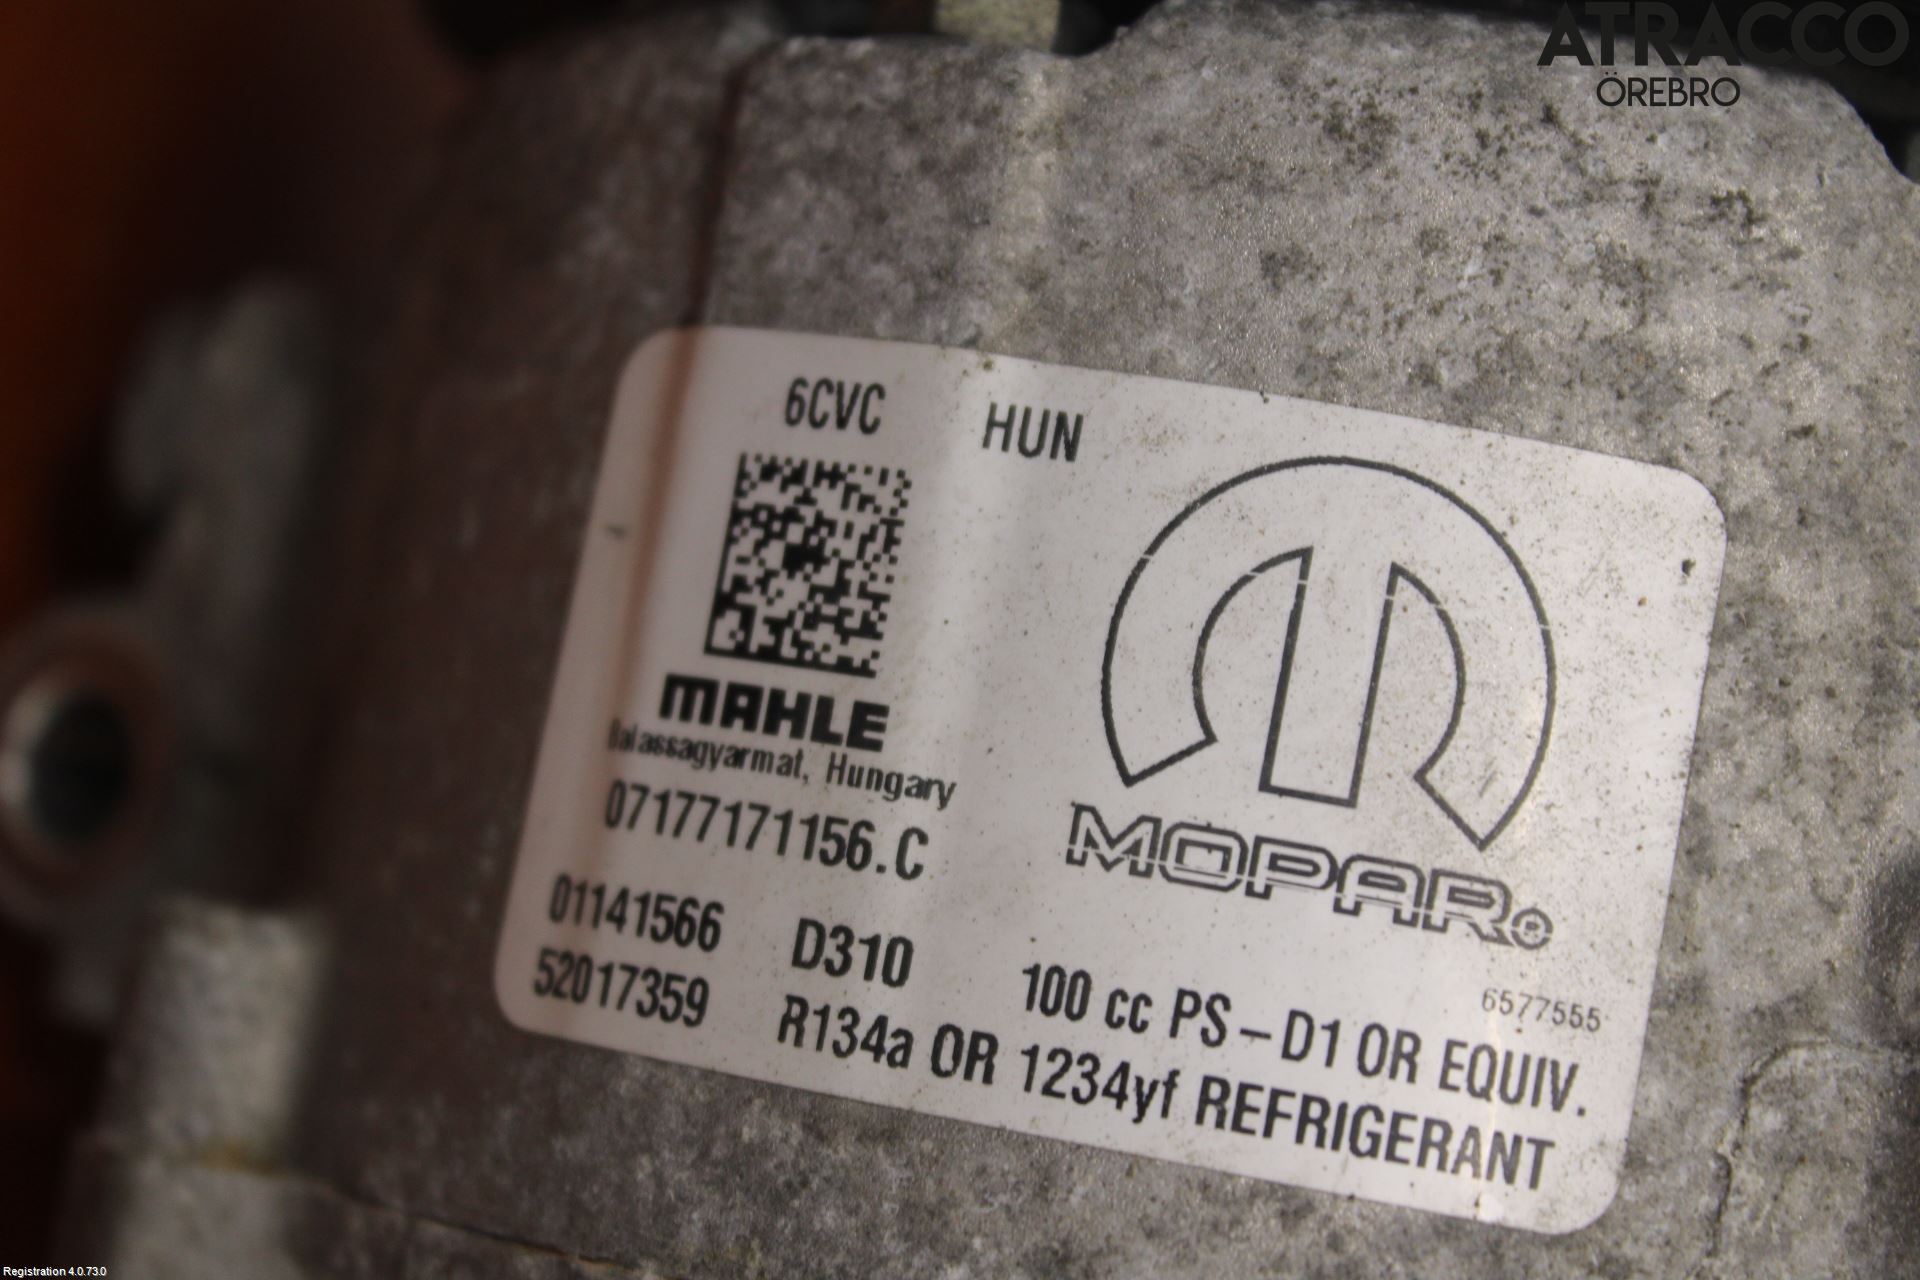 ATRACCO
ÖREBRO
6CVC HUN
MAHLE
Balassagyarmat, Hungary
07177171156.C
MOPAR®
01141566 D310 100 cc PS-D1 OR EQUIV.
52017359 R134a OR 1234yf REFRIGERANT
6577555
Registration 4.0.73.0